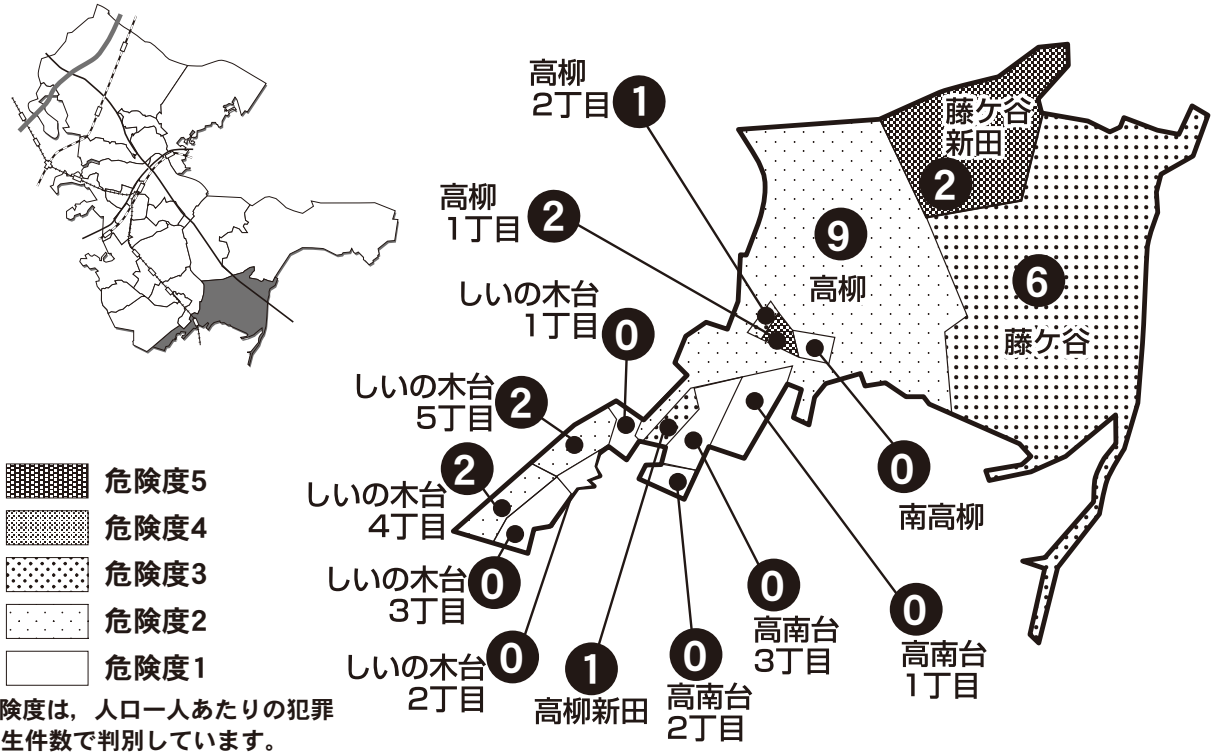 高柳
2丁目
1
藤ケ谷
新田
2
高柳
1丁目
2
9
高柳
6
藤ケ谷
しいの木台
1丁目
0
しいの木台
5丁目
2
2
しいの木台
4丁目
0
南高柳
しいの木台
3丁目
0
しいの木台
2丁目
0
1
高柳新田
0
高南台
2丁目
0
高南台
3丁目
0
高南台
1丁目
危険度5
危険度4
危険度3
危険度2
危険度1
険度は，人口一人あたりの犯罪
生件数で判別しています。